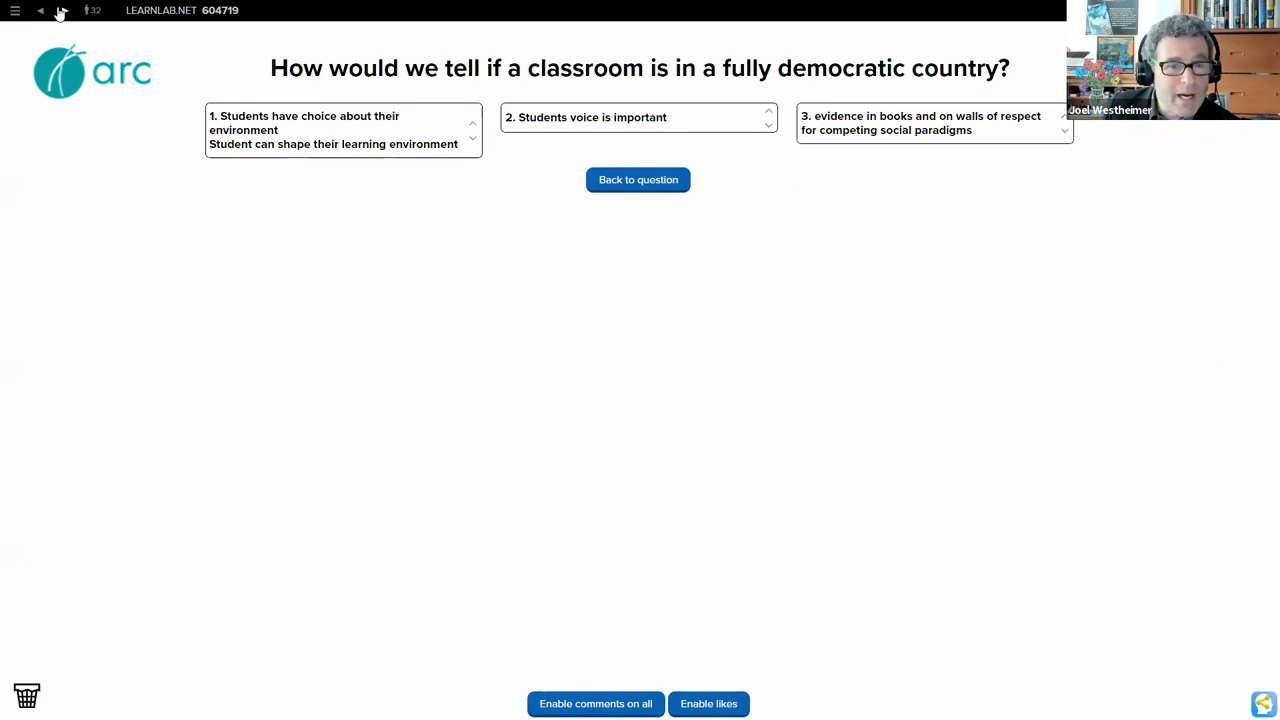 32
LEARNLAB.NET 604719
arc
How would we tell if a classroom is in a fully democratic country?
Joel Westheimer
1. Students have choice about their
environment
Student can shape their learning environment
2. Students voice is important
3. evidence in books and on walls of respect
for competing social paradigms
Back to question
Enable comments on all
Enable likes